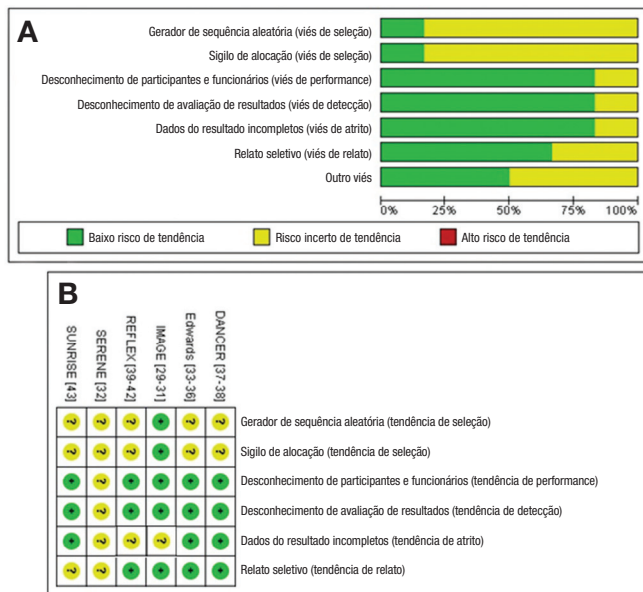 A
Gerador de sequência aleatória (viés de seleção)
Sigilo de alocação (viés de seleção)
Desconhecimento de participantes e funcionários (viés de performance)
Desconhecimento de avaliação de resultados (viés de detecção)
Dados do resultado incompletos (viés de atrito)
Relato seletivo (viés de relato)
Outro viés
0% 25% 50% 75% 100%
Baixo risco de tendência Risco incerto de tendência Alto risco de tendência
B
SUNRISE [43] SERENE [32] REFLEX [39-42] IMAGE [29-31] Edwards [33-36] DANCER [37-38]
? ? ? + ? ? Gerador de sequência aleatória (tendência de seleção)
? ? ? + ? ? Sigilo de alocação (tendência de seleção)
+ ? + + + + Desconhecimento de participantes e funcionários (tendência de performance)
+ ? + + + + Desconhecimento de avaliação de resultados (tendência de detecção)
+ ? ? ? + + Dados do resultado incompletos (tendência de atrito)
? ? + + + + Relato seletivo (tendência de relato)